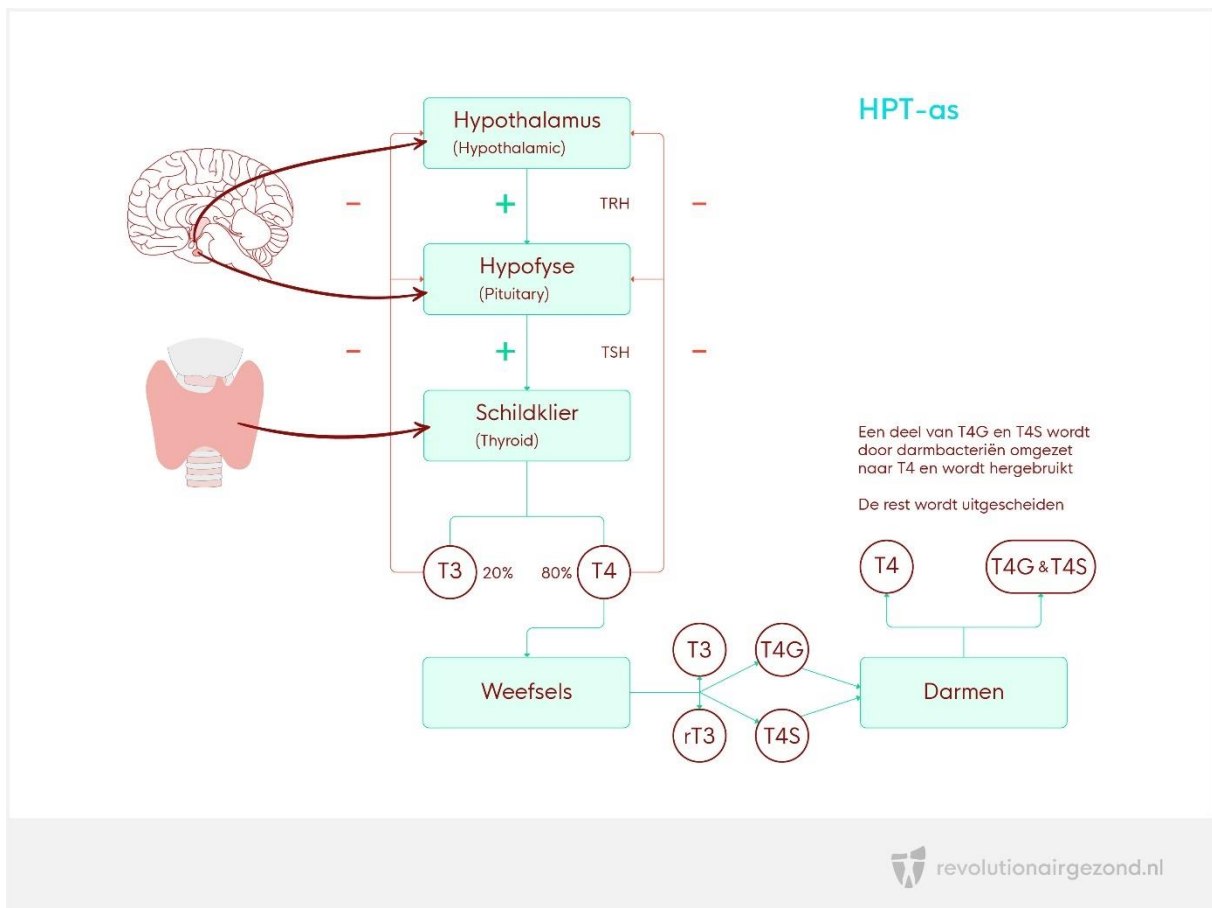 HPT-as
Hypothalamus
(Hypothalamic)
−
+
TRH
−
Hypofyse
(Pituitary)
−
+
TSH
−
Schildklier
(Thyroid)
Een deel van T4G en T4S wordt
door darmbacteriën omgezet
naar T4 en wordt hergebruikt
De rest wordt uitgescheiden
T3
20%
80%
T4
T4
T4G & T4S
Weefsels
T3
T4G
rT3
T4S
Darmen
revolutionairgezond.nl